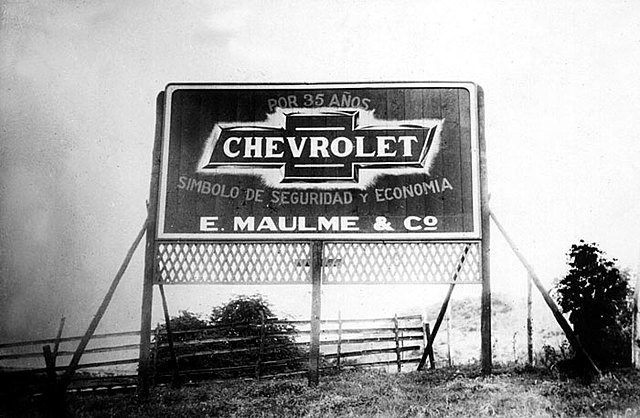 POR 35 AÑOS
CHEVROLET
SIMBOLO DE SEGURIDAD Y ECONOMIA
E. MAULME & Cº